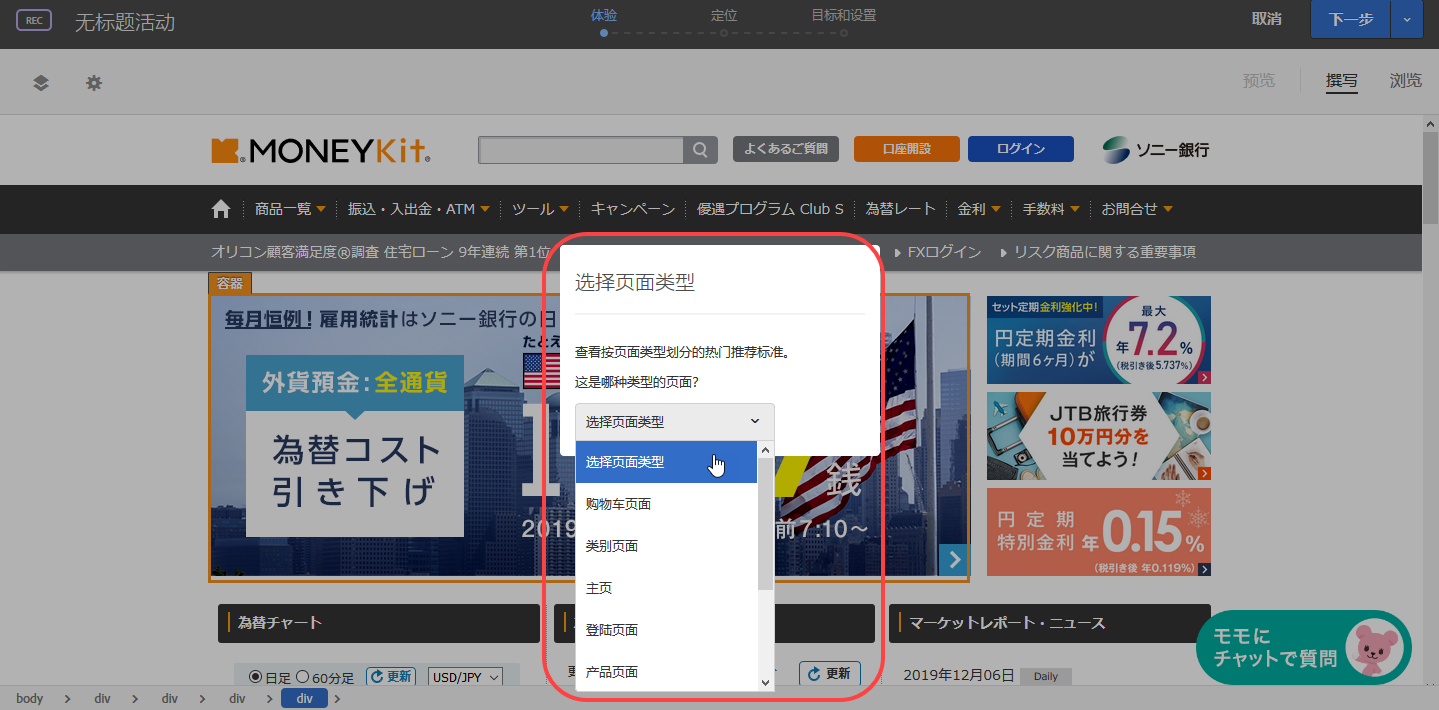 REC 无标题活动 体验 定位 目标和设置 取消 下一步
预览 撰写 浏览
MONEYKit よくあるご質問 口座開設 ログイン ソニー銀行
商品一覧 振込・入出金・ATM ツール キャンペーン 優遇プログラム Club S 為替レート 金利 手数料 お問合せ
オリコン顧客満足度®調査 住宅ローン 9年連続 第1位 FXログイン リスク商品に関する重要事項
容器
毎月恒例！雇用統計はソニー銀行の日
たとえ
外貨預金:全通貨
為替コスト
引き下げ
銭
2019
前7:10～
选择页面类型
查看按页面类型划分的热门推荐标准。
这是哪种类型的页面?
选择页面类型
选择页面类型
购物车页面
类别页面
主页
登陆页面
产品页面
セット定期金利強化中!
円定期金利
(期間6ヶ月)が
最大
年7.2%
(税引き後5.737%)
JTB旅行券
10万円分を
当てよう!
円定期
特別金利 年0.15%
(税引き後 年0.119%)
為替チャート マーケットレポート・ニュース
日足 60分足 更新 USD/JPY 更新 2019年12月06日 Daily
モモに
チャットで質問
body div div div div